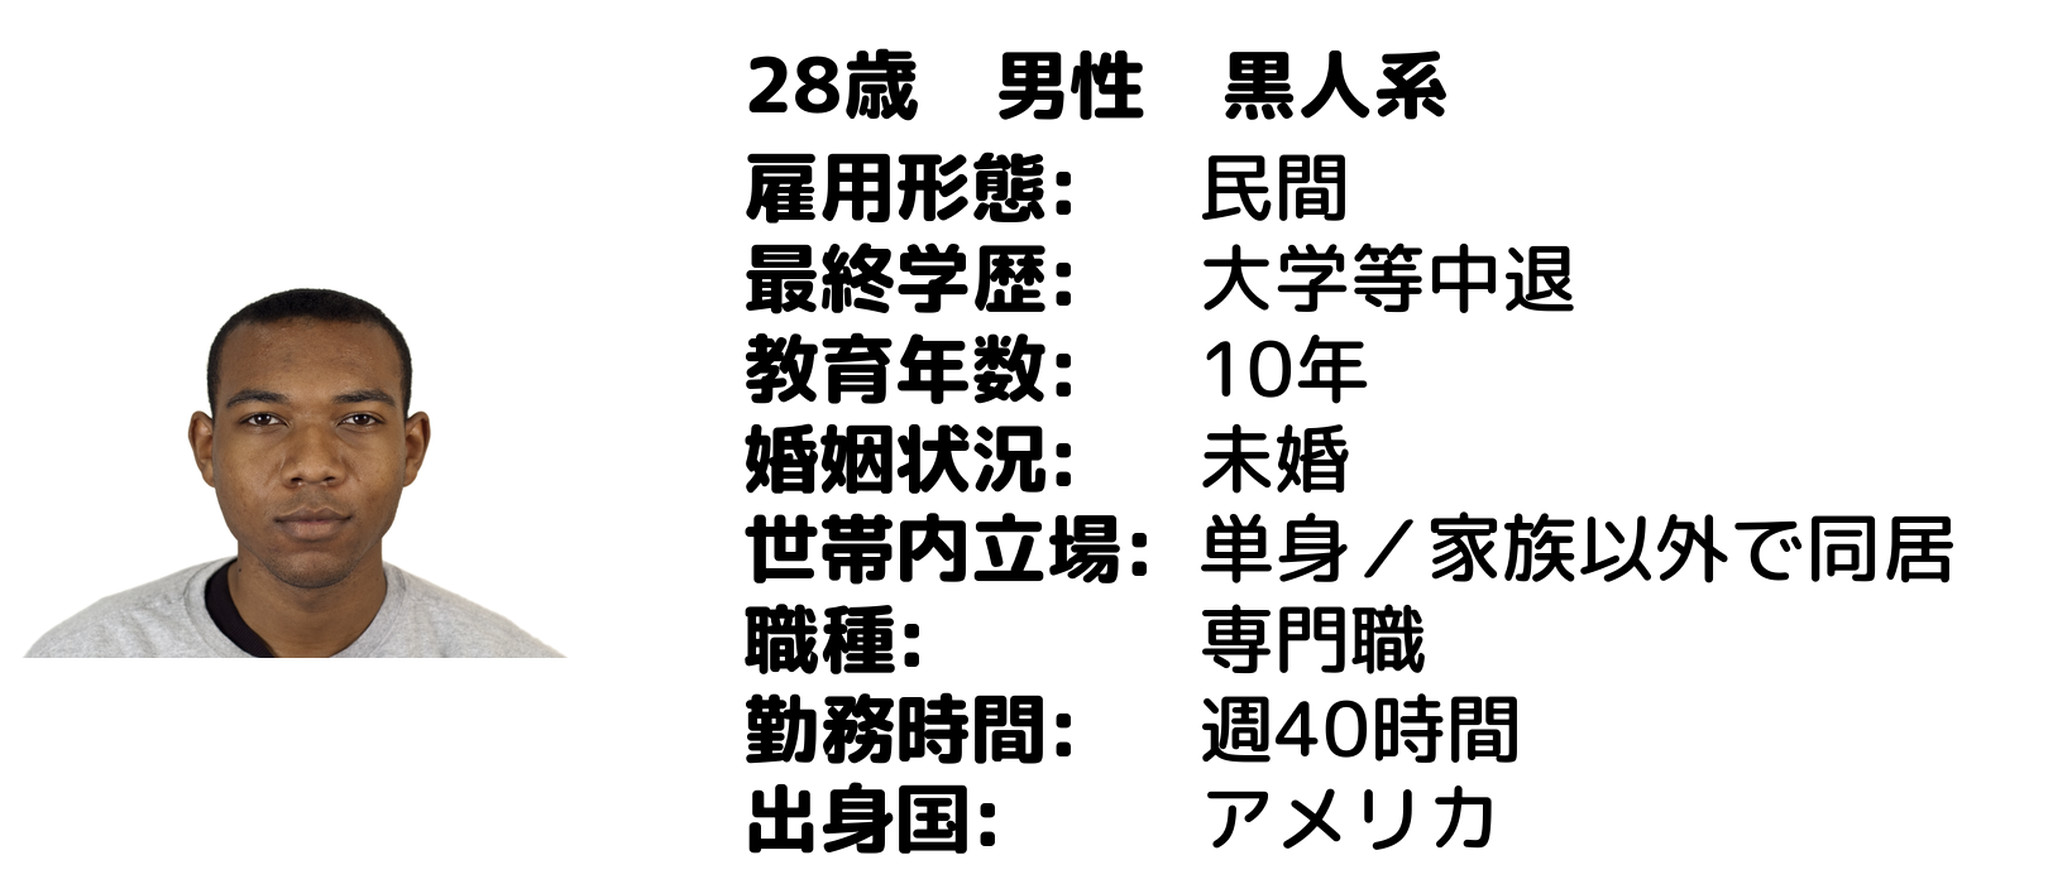 28歳　男性　黒人系
雇用形態: 民間
最終学歴: 大学等中退
教育年数: 10年
婚姻状況: 未婚
世帯内立場: 単身／家族以外で同居
職種: 専門職
勤務時間: 週40時間
出身国: アメリカ